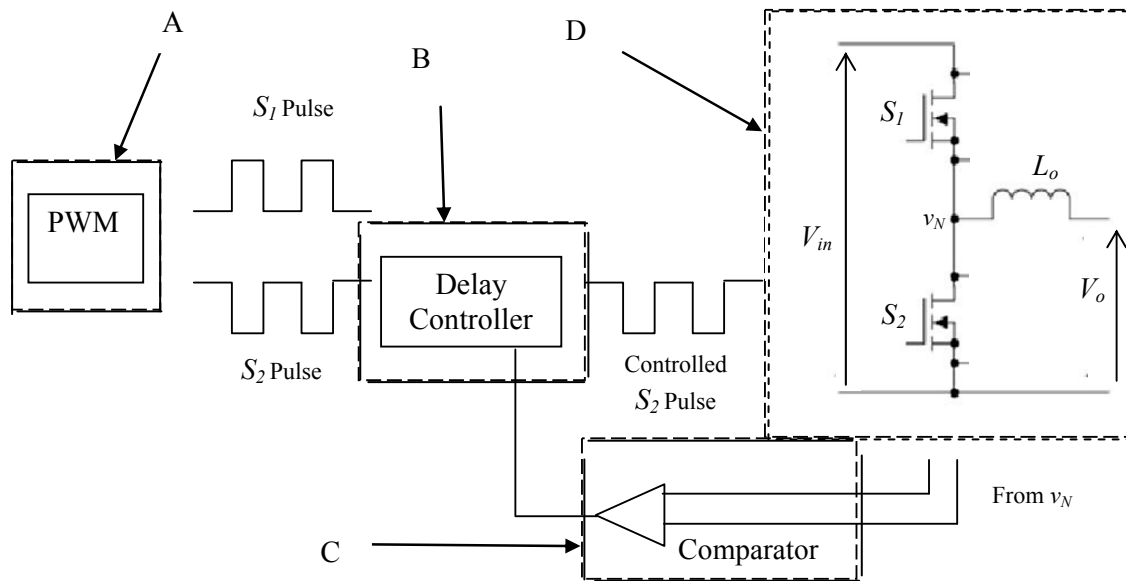 A
D
B
S1 Pulse
S1
Lo
PWM
vN
Vin
Delay
Controller
Vo
S2
S2 Pulse
Controlled
S2 Pulse
From vN
C
Comparator